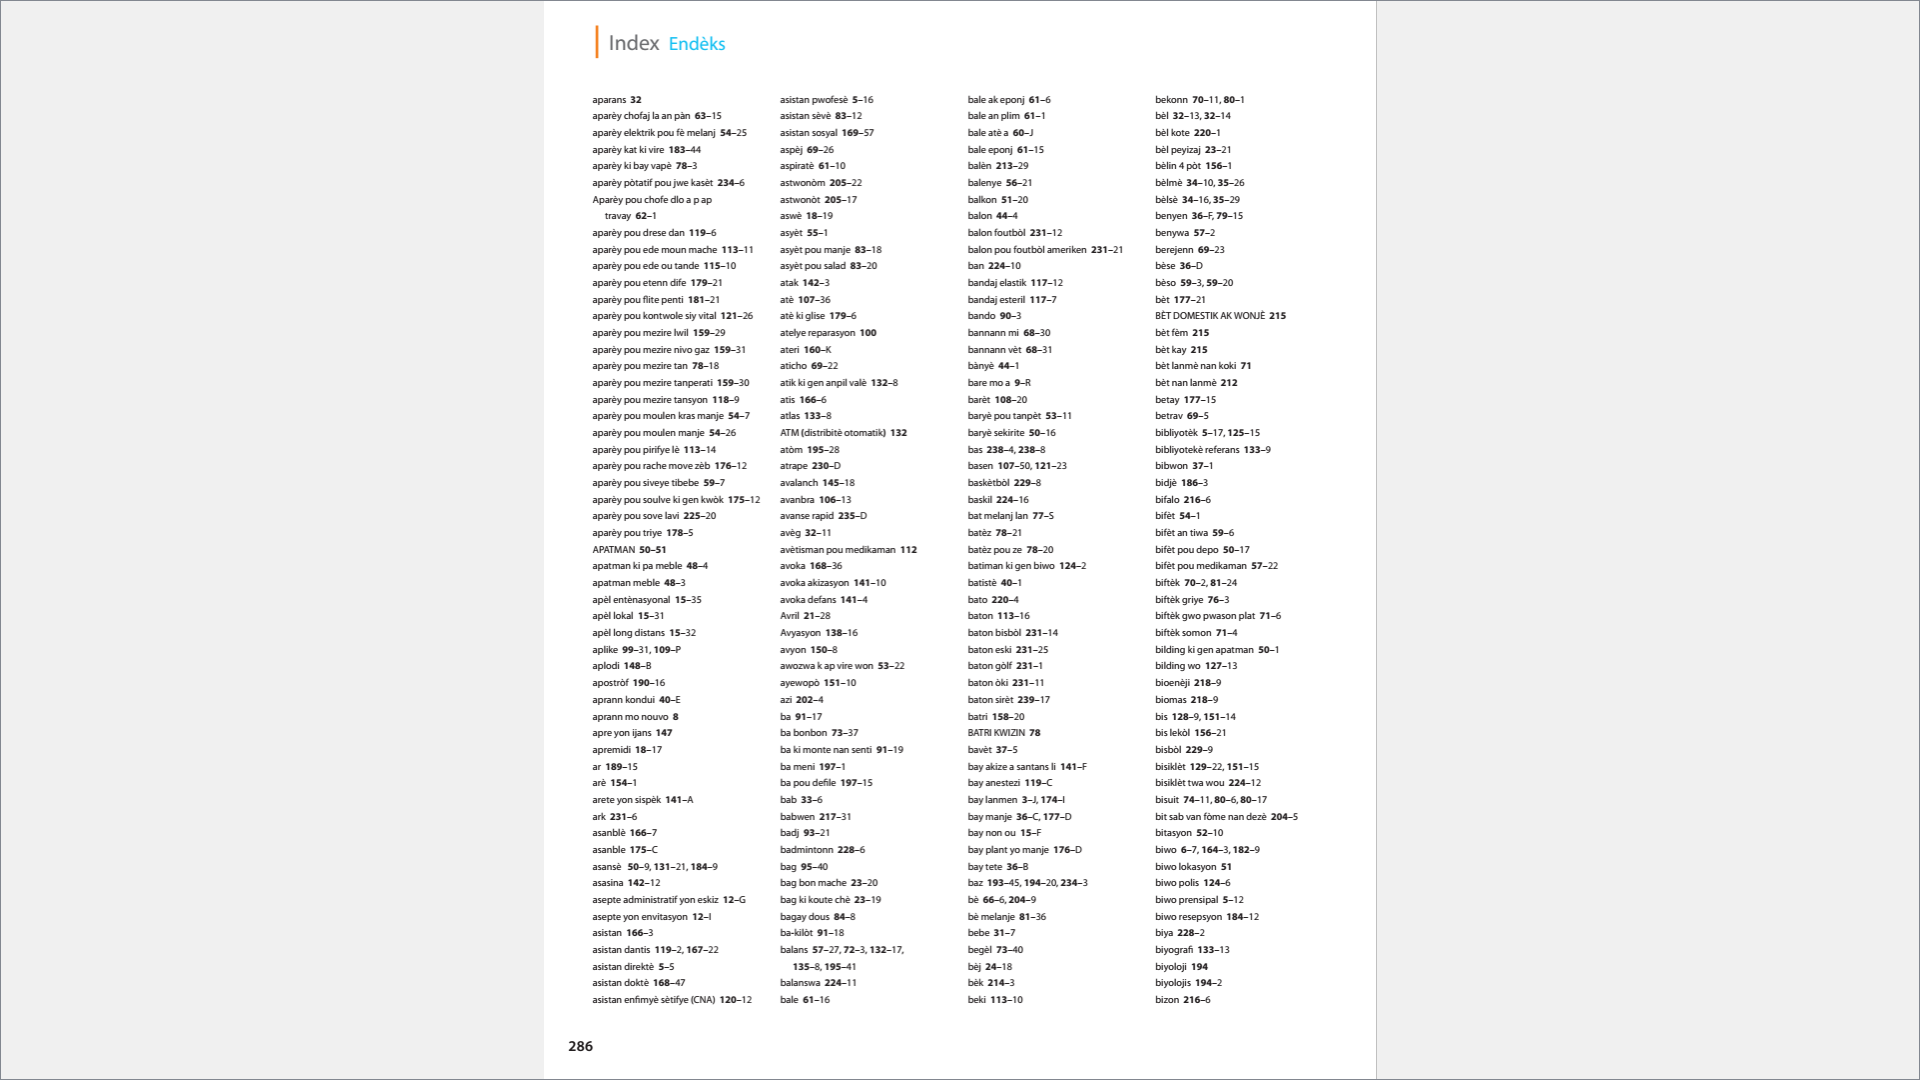 Index Endèks
aparans 32
aparèy chofaj la an pàn 63–15
aparèy elektrik pou fè melanj 54–25
aparèy kat ki vire 183–44
aparèy ki bay vapè 78–3
aparèy pòtatif pou jwe kasèt 234–6
Aparèy pou chofe dlo a p ap
travay 62–1
aparèy pou drese dan 119–6
aparèy pou ede moun mache 113–11
aparèy pou ede ou tande 115–10
aparèy pou etenn dife 179–21
aparèy pou flite penti 181–21
aparèy pou kontwole siy vital 121–26
aparèy pou mezire lwil 159–29
aparèy pou mezire nivo gaz 159–31
aparèy pou mezire tan 78–18
aparèy pou mezire tanperati 159–30
aparèy pou mezire tansyon 118–9
aparèy pou moulen kras manje 54–7
aparèy pou moulen manje 54–26
aparèy pou pirifye lè 113–14
aparèy pou rache move zèb 176–12
aparèy pou siveye tibebe 59–7
aparèy pou soulve ki gen kwòk 175–12
aparèy pou sove lavi 225–20
aparèy pou triye 178–5
APATMAN 50–51
apatman ki pa meble 48–4
apatman meble 48–3
apèl entènasyonal 15–35
apèl lokal 15–31
apèl long distans 15–32
aplike 99–31, 109–P
aplodi 148–B
apostròf 190–16
aprann kondui 40–E
aprann mo nouvo 8
apre yon ijans 147
apremidi 18–17
ar 189–15
arè 154–1
arete yon sispèk 141–A
ark 231–6
asanblè 166–7
asanble 175–C
asansè 50–9, 131–21, 184–9
asasina 142–12
asepte administratif yon eskiz 12–G
asepte yon envitasyon 12–I
asistan 166–3
asistan dantis 119–2, 167–22
asistan direktè 5–5
asistan doktè 168–47
asistan enfimyè sètifye (CNA) 120–12
asistan pwofesè 5–16
asistan sèvè 83–12
asistan sosyal 169–57
aspèj 69–26
aspiratè 61–10
astwonòm 205–22
astwonòt 205–17
aswè 18–19
asyèt 55–1
asyèt pou manje 83–18
asyèt pou salad 83–20
atak 142–3
atè 107–36
atè ki glise 179–6
atelye reparasyon 100
ateri 160–K
aticho 69–22
atik ki gen anpil valè 132–8
atis 166–6
atlas 133–8
ATM (distribitè otomatik) 132
atòm 195–28
atrape 230–D
avalanch 145–18
avanbra 106–13
avanse rapid 235–D
avèg 32–11
avètisman pou medikaman 112
avoka 168–36
avoka akizasyon 141–10
avoka defans 141–4
Avril 21–28
Avyasyon 138–16
avyon 150–8
awozwa k ap vire won 53–22
ayewopò 151–10
azi 202–4
ba 91–17
ba bonbon 73–37
ba ki monte nan senti 91–19
ba meni 197–1
ba pou defile 197–15
bab 33–6
babwen 217–31
badj 93–21
badmintonn 228–6
bag 95–40
bag bon mache 23–20
bag ki koute chè 23–19
bagay dous 84–8
ba-kilòt 91–18
balans 57–27, 72–3, 132–17,
135–8, 195–41
balanswa 224–11
bale 61–16
bale ak eponj 61–6
bale an plim 61–1
bale atè a 60–J
bale eponj 61–15
balèn 213–29
balenye 56–21
balkon 51–20
balon 44–4
balon foutbòl 231–12
balon pou foutbòl ameriken 231–21
ban 224–10
bandaj elastik 117–12
bandaj esteril 117–7
bando 90–3
bannann mi 68–30
bannann vèt 68–31
bànyè 44–1
bare mo a 9–R
barèt 108–20
baryè pou tanpèt 53–11
baryè sekirite 50–16
bas 238–4, 238–8
basen 107–50, 121–23
baskètbòl 229–8
baskil 224–16
bat melanj lan 77–S
batèz 78–21
batèz pou ze 78–20
batiman ki gen biwo 124–2
batistè 40–1
bato 220–4
baton 113–16
baton bisbòl 231–14
baton eski 231–25
baton gòlf 231–1
baton òki 231–11
baton sirèt 239–17
batri 158–20
BATRI KWIZIN 78
bavèt 37–5
bay akize a santans li 141–F
bay anestezi 119–C
bay lanmen 3–J, 174–I
bay manje 36–C, 177–D
bay non ou 15–F
bay plant yo manje 176–D
bay tete 36–B
baz 193–45, 194–20, 234–3
bè 66–6, 204–9
bè melanje 81–36
bebe 31–7
begèl 73–40
bèj 24–18
bèk 214–3
beki 113–10
bekonn 70–11, 80–1
bèl 32–13, 32–14
bèl kote 220–1
bèl peyizaj 23–21
bèlin 4 pòt 156–1
bèlmè 34–10, 35–26
bèlsè 34–16, 35–29
benyen 36–F, 79–15
benywa 57–2
berejenn 69–23
bèse 36–D
bèso 59–3, 59–20
bèt 177–21
BÈT DOMESTIK AK WONJÈ 215
bèt fèm 215
bèt kay 215
bèt lanmè nan koki 71
bèt nan lanmè 212
betay 177–15
betrav 69–5
bibliyotèk 5–17, 125–15
bibliyotekè referans 133–9
bibwon 37–1
bidjè 186–3
bifalo 216–6
bifèt 54–1
bifèt an tiwa 59–6
bifèt pou depo 50–17
bifèt pou medikaman 57–22
biftèk 70–2, 81–24
biftèk griye 76–3
biftèk gwo pwason plat 71–6
biftèk somon 71–4
bilding ki gen apatman 50–1
bilding wo 127–13
bioenèji 218–9
biomas 218–9
bis 128–9, 151–14
bis lekòl 156–21
bisbòl 229–9
bisiklèt 129–22, 151–15
bisiklèt twa wou 224–12
bisuit 74–11, 80–6, 80–17
bit sab van fòme nan dezè 204–5
bitasyon 52–10
biwo 6–7, 164–3, 182–9
biwo lokasyon 51
biwo polis 124–6
biwo prensipal 5–12
biwo resepsyon 184–12
biya 228–2
biyografi 133–13
biyoloji 194
biyolojis 194–2
bizon 216–6
286